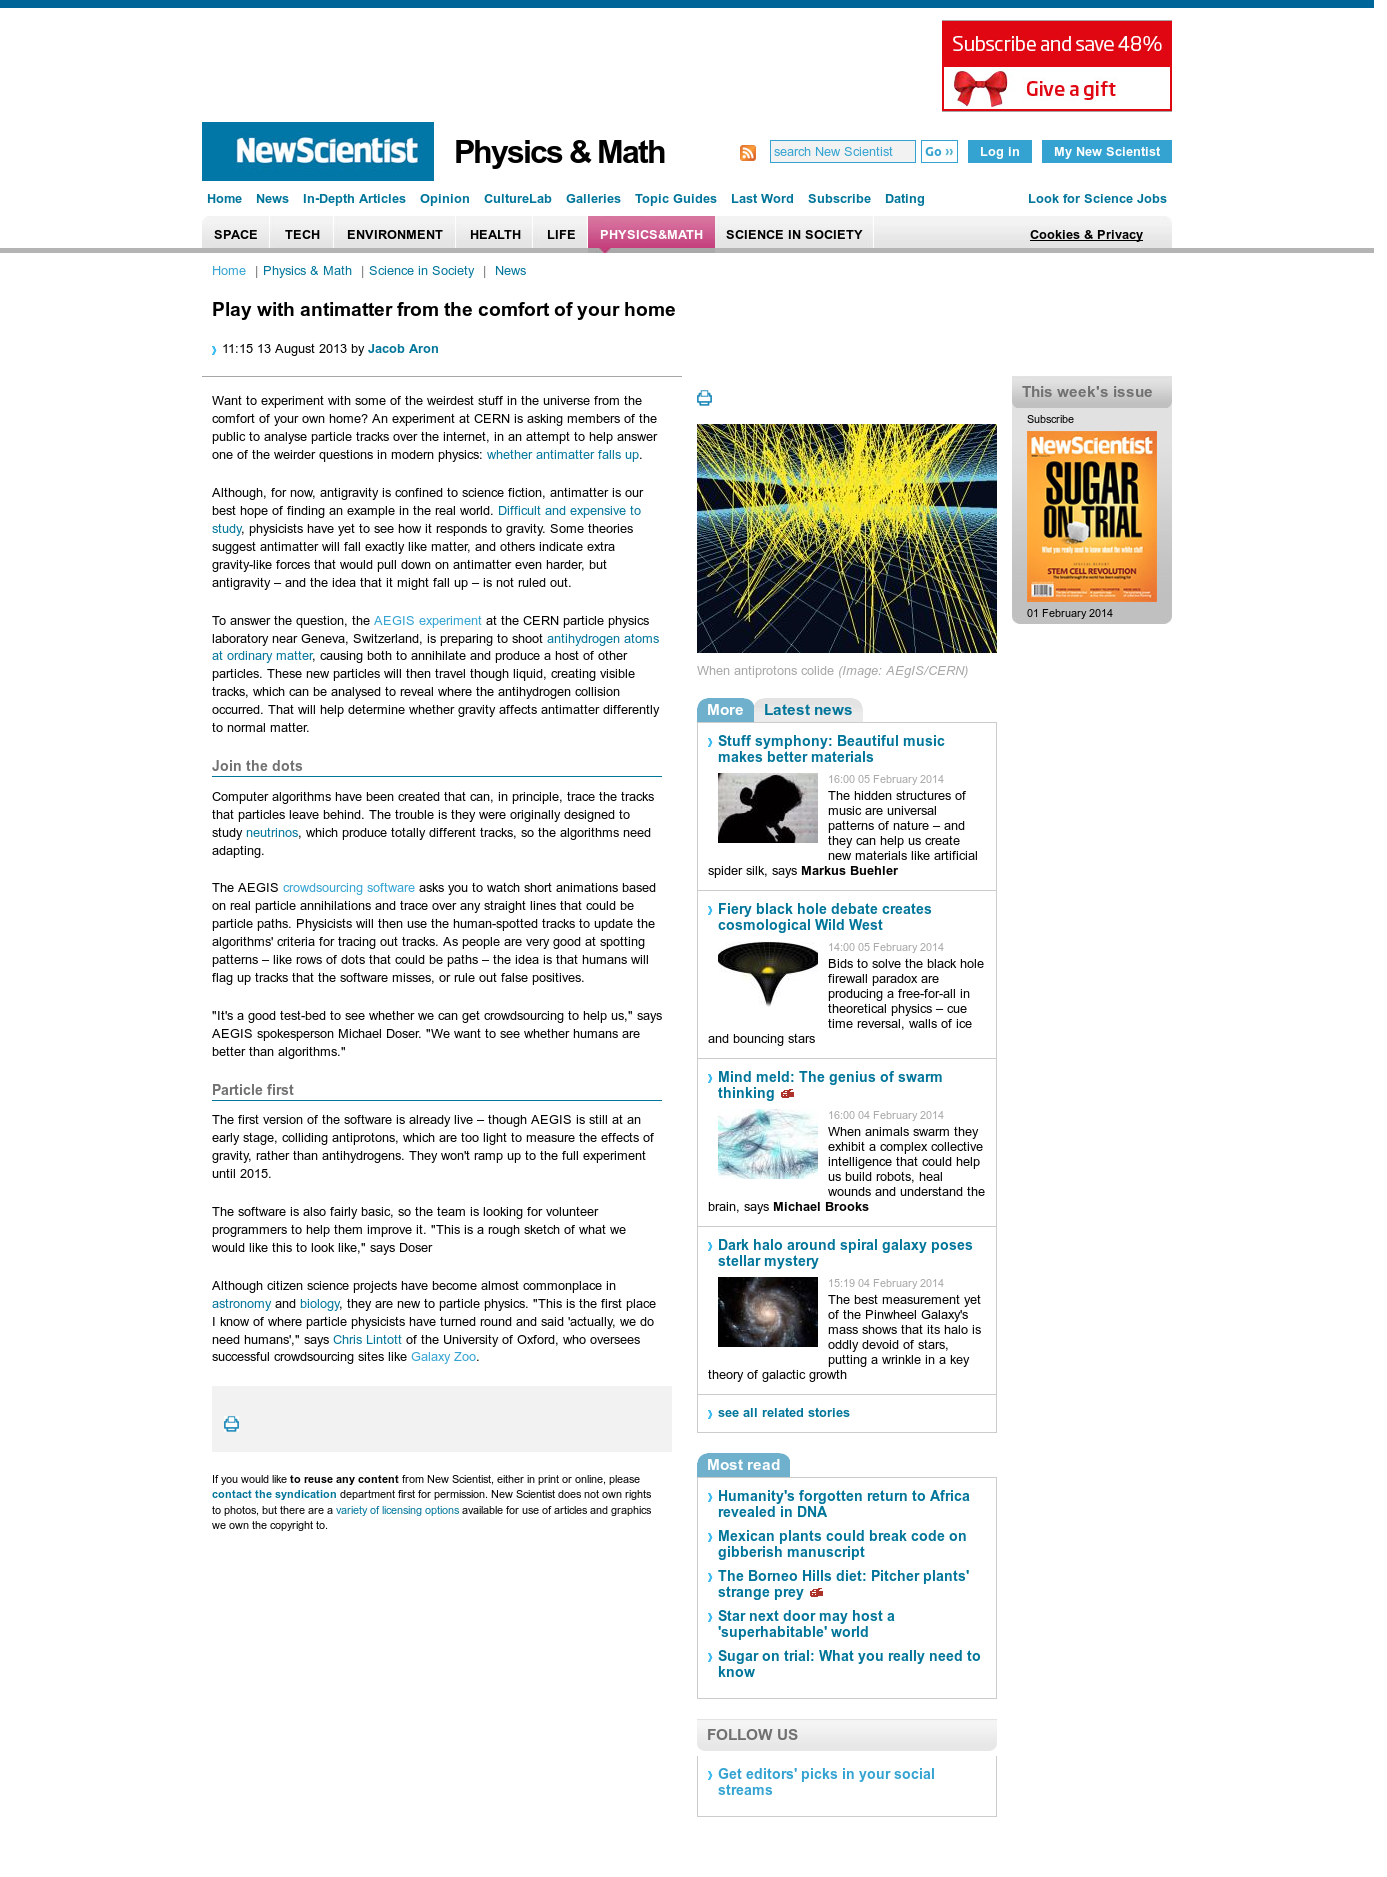 Subscribe and save 48%
Give a gift
NewScientist
Physics & Math
search New Scientist
Go ››
Log in
My New Scientist
Home News In-Depth Articles Opinion CultureLab Galleries Topic Guides Last Word Subscribe Dating Look for Science Jobs
SPACE TECH ENVIRONMENT HEALTH LIFE PHYSICS&MATH SCIENCE IN SOCIETY Cookies & Privacy
Home | Physics & Math | Science in Society | News
Play with antimatter from the comfort of your home
11:15 13 August 2013 by Jacob Aron
Want to experiment with some of the weirdest stuff in the universe from the
comfort of your own home? An experiment at CERN is asking members of the
public to analyse particle tracks over the internet, in an attempt to help answer
one of the weirder questions in modern physics: whether antimatter falls up.
Although, for now, antigravity is confined to science fiction, antimatter is our
best hope of finding an example in the real world. Difficult and expensive to
study, physicists have yet to see how it responds to gravity. Some theories
suggest antimatter will fall exactly like matter, and others indicate extra
gravity-like forces that would pull down on antimatter even harder, but
antigravity – and the idea that it might fall up – is not ruled out.
To answer the question, the AEGIS experiment at the CERN particle physics
laboratory near Geneva, Switzerland, is preparing to shoot antihydrogen atoms
at ordinary matter, causing both to annihilate and produce a host of other
particles. These new particles will then travel though liquid, creating visible
tracks, which can be analysed to reveal where the antihydrogen collision
occurred. That will help determine whether gravity affects antimatter differently
to normal matter.
Join the dots
Computer algorithms have been created that can, in principle, trace the tracks
that particles leave behind. The trouble is they were originally designed to
study neutrinos, which produce totally different tracks, so the algorithms need
adapting.
The AEGIS crowdsourcing software asks you to watch short animations based
on real particle annihilations and trace over any straight lines that could be
particle paths. Physicists will then use the human-spotted tracks to update the
algorithms' criteria for tracing out tracks. As people are very good at spotting
patterns – like rows of dots that could be paths – the idea is that humans will
flag up tracks that the software misses, or rule out false positives.
"It's a good test-bed to see whether we can get crowdsourcing to help us," says
AEGIS spokesperson Michael Doser. "We want to see whether humans are
better than algorithms."
Particle first
The first version of the software is already live – though AEGIS is still at an
early stage, colliding antiprotons, which are too light to measure the effects of
gravity, rather than antihydrogens. They won't ramp up to the full experiment
until 2015.
The software is also fairly basic, so the team is looking for volunteer
programmers to help them improve it. "This is a rough sketch of what we
would like this to look like," says Doser
Although citizen science projects have become almost commonplace in
astronomy and biology, they are new to particle physics. "This is the first place
I know of where particle physicists have turned round and said 'actually, we do
need humans'," says Chris Lintott of the University of Oxford, who oversees
successful crowdsourcing sites like Galaxy Zoo.
If you would like to reuse any content from New Scientist, either in print or online, please
contact the syndication department first for permission. New Scientist does not own rights
to photos, but there are a variety of licensing options available for use of articles and graphics
we own the copyright to.
When antiprotons colide (Image: AEgIS/CERN)
More Latest news
Stuff symphony: Beautiful music
makes better materials
16:00 05 February 2014
The hidden structures of
music are universal
patterns of nature – and
they can help us create
new materials like artificial
spider silk, says Markus Buehler
Fiery black hole debate creates
cosmological Wild West
14:00 05 February 2014
Bids to solve the black hole
firewall paradox are
producing a free-for-all in
theoretical physics – cue
time reversal, walls of ice
and bouncing stars
Mind meld: The genius of swarm
thinking
16:00 04 February 2014
When animals swarm they
exhibit a complex collective
intelligence that could help
us build robots, heal
wounds and understand the
brain, says Michael Brooks
Dark halo around spiral galaxy poses
stellar mystery
15:19 04 February 2014
The best measurement yet
of the Pinwheel Galaxy's
mass shows that its halo is
oddly devoid of stars,
putting a wrinkle in a key
theory of galactic growth
see all related stories
Most read
Humanity's forgotten return to Africa
revealed in DNA
Mexican plants could break code on
gibberish manuscript
The Borneo Hills diet: Pitcher plants'
strange prey
Star next door may host a
'superhabitable' world
Sugar on trial: What you really need to
know
FOLLOW US
Get editors' picks in your social
streams
This week's issue
Subscribe
NewScientist
SUGAR
ON TRIAL
What you really need to know about the white stuff
SPECIAL REPORT
STEM CELL REVOLUTION
The breakthrough the world has been waiting for
01 February 2014